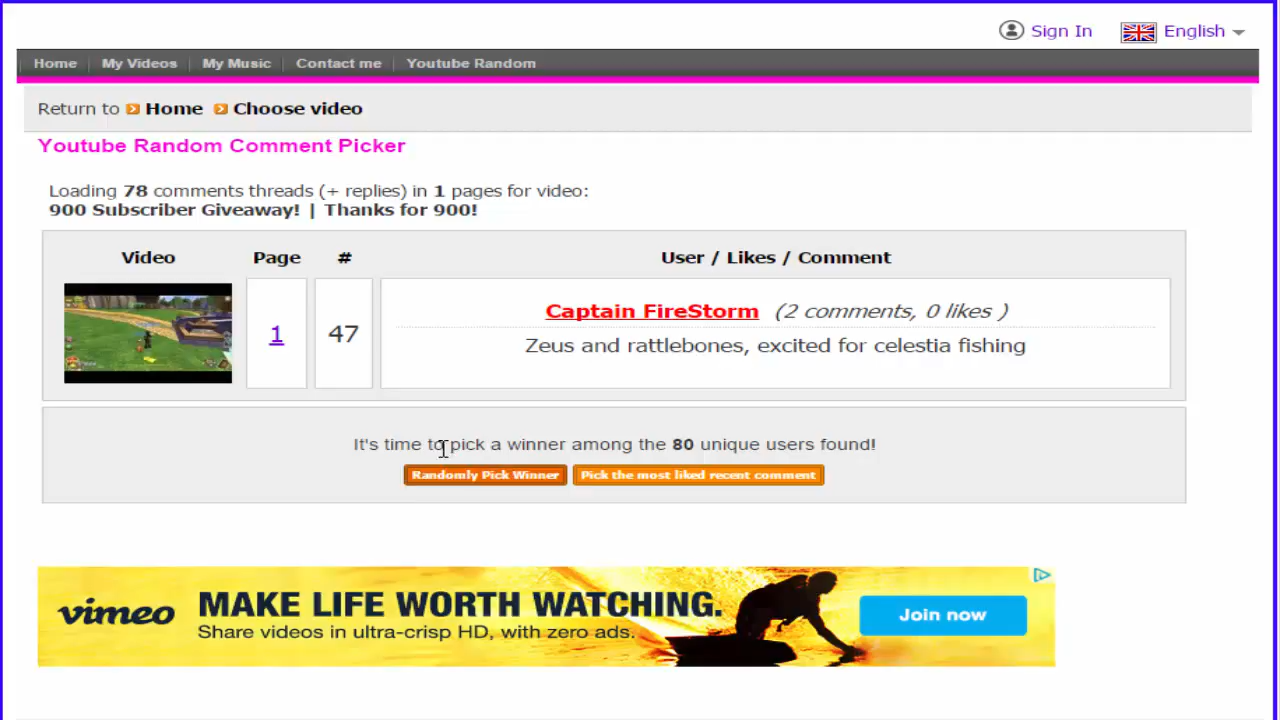 Sign In English
Home My Videos My Music Contact me Youtube Random
Return to Home Choose video
Youtube Random Comment Picker
Loading 78 comments threads (+ replies) in 1 pages for video:
900 Subscriber Giveaway! | Thanks for 900!
Video Page # User / Likes / Comment
Captain FireStorm (2 comments, 0 likes )
1 47
Zeus and rattlebones, excited for celestia fishing
It's time to pick a winner among the 80 unique users found!
Randomly Pick Winner Pick the most liked recent comment
vimeo MAKE LIFE WORTH WATCHING.
Share videos in ultra-crisp HD, with zero ads.
Join now